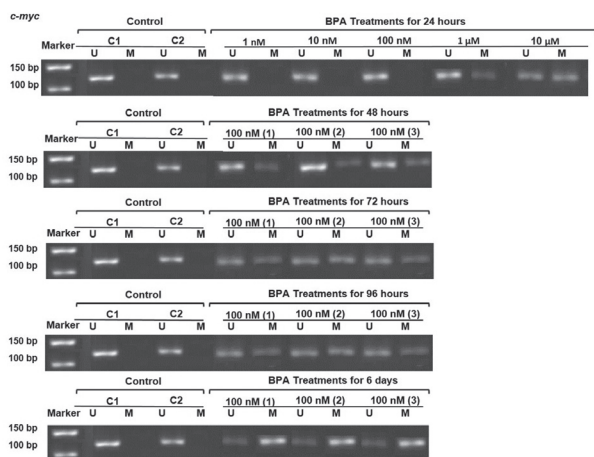 c-myc
Control BPA Treatments for 24 hours
Marker C1 C2 1 nM 10 nM 100 nM 1 µM 10 µM
U M U M U M U M U M U M U M
150 bp
100 bp
Control BPA Treatments for 48 hours
Marker C1 C2 100 nM (1) 100 nM (2) 100 nM (3)
U M U M U M U M U M
150 bp
100 bp
Control BPA Treatments for 72 hours
C1 C2 100 nM (1) 100 nM (2) 100 nM (3)
Marker U M U M U M U M U M
150 bp
100 bp
Control BPA Treatments for 96 hours
C1 C2 100 nM (1) 100 nM (2) 100 nM (3)
Marker U M U M U M U M U M
150 bp
100 bp
Control BPA Treatments for 6 days
C1 C2 100 nM (1) 100 nM (2) 100 nM (3)
Marker U M U M U M U M U M
150 bp
100 bp